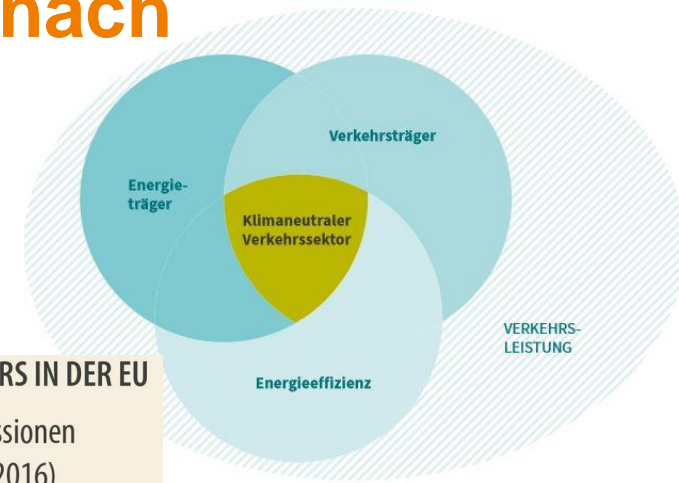 nach
Verkehrsträger
Energie-
träger
Klimaneutraler
Verkehrssektor
VERKEHRS-
LEISTUNG
Energieeffizienz
RS IN DER EU
ssionen
2016)